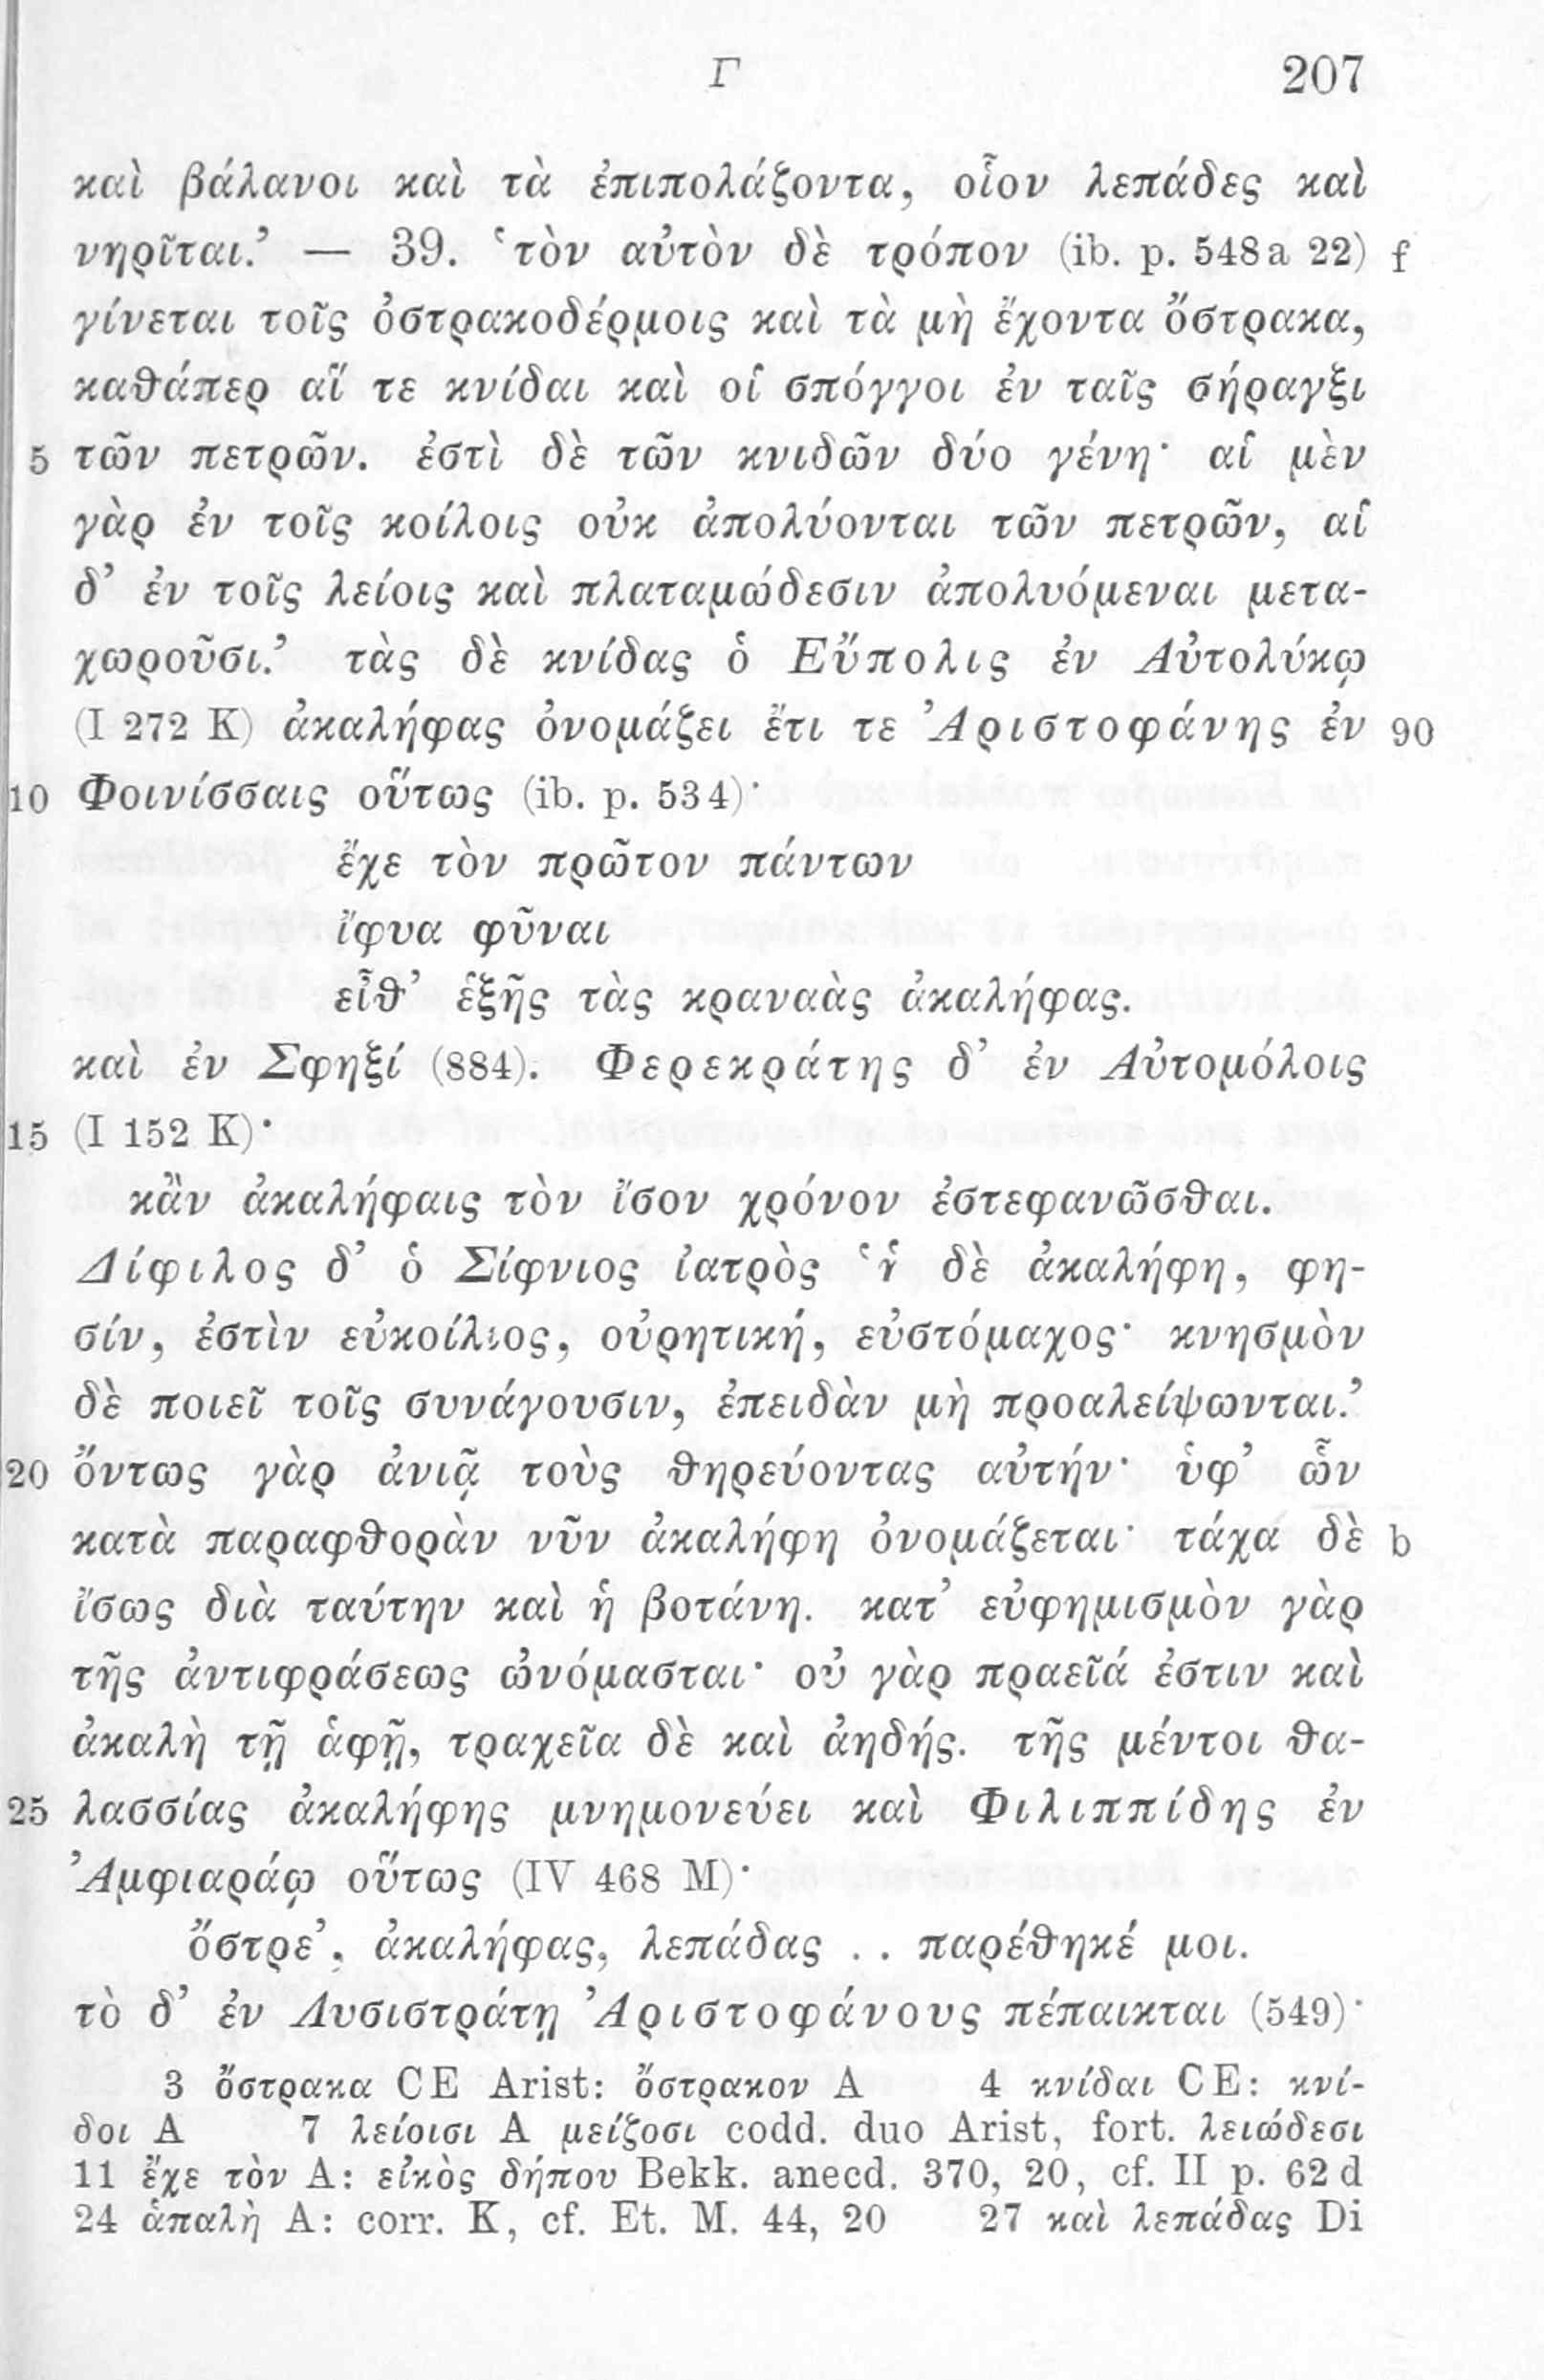 Γ 207
καὶ βάλανοι καὶ τὰ ἐπιπολάζοντα, οἷον λεπάδες καὶ
νηρῖται.’ — 39. ‘τὸν αὐτὸν δὲ τρόπον (ib. p. 548a 22) f
γίνεται τοῖς ὀστρακοδέρμοις καὶ τὰ μὴ ἔχοντα ὄστρακα,
καθάπερ αἵ τε κνίδαι καὶ οἱ σπόγγοι ἐν ταῖς σήραγξι
5 τῶν πετρῶν. ἐστὶ δὲ τῶν κνιδῶν δύο γένη· αἱ μὲν
γὰρ ἐν τοῖς κοίλοις οὐκ ἀπολύονται τῶν πετρῶν, αἱ
δ’ ἐν τοῖς λείοις καὶ πλαταμώδεσιν ἀπολυόμεναι μετα-
χωροῦσι.’ τὰς δὲ κνίδας ὁ Εὔπολις ἐν Αὐτολύκῳ
(I 272 K) ἀκαλήφας ὀνομάζει ἔτι τε Ἀριστοφάνης ἐν 90
10 Φοινίσσαις οὕτως (ib. p. 534)·
ἔχε τὸν πρῶτον πάντων
ἴφυα φῦναι
εἶθ’ ἑξῆς τὰς κραναὰς ἀκαλήφας.
καὶ ἐν Σφηξί (884). Φερεκράτης δ’ ἐν Αὐτομόλοις
15 (I 152 K)·
κἂν ἀκαλήφαις τὸν ἴσον χρόνον ἐστεφανῶσθαι.
Δίφιλος δ’ ὁ Σίφνιος ἰατρὸς ‘ἡ δὲ ἀκαλήφη, φη-
σίν, ἐστὶν εὐκοίλιος, οὐρητική, εὐστόμαχος· κνησμὸν
δὲ ποιεῖ τοῖς συνάγουσιν, ἐπειδὰν μὴ προαλείψωνται.’
20 ὄντως γὰρ ἀνιᾷ τοὺς θηρεύοντας αὐτήν· ὑφ’ ὧν
κατὰ παραφθορὰν νῦν ἀκαλήφη ὀνομάζεται· τάχα δὲ b
ἴσως διὰ ταύτην καὶ ἡ βοτάνη. κατ’ εὐφημισμὸν γὰρ
τῆς ἀντιφράσεως ὠνόμασται· οὐ γὰρ πραεῖά ἐστιν καὶ
ἀκαλὴ τῇ ἁφῇ, τραχεῖα δὲ καὶ ἀηδής. τῆς μέντοι θα-
25 λασσίας ἀκαλήφης μνημονεύει καὶ Φιλιππίδης ἐν
Ἀμφιαράῳ οὕτως (IV 468 M)·
ὄστρε’, ἀκαλήφας, λεπάδας . . παρέθηκέ μοι.
τὸ δ’ ἐν Λυσιστράτῃ Ἀριστοφάνους πέπαικται (549)·
3 ὄστρακα CE Arist: ὄστρακον A 4 κνίδαι CE: κνί-
δοι A 7 λείοισι A μείζοσι codd. duo Arist, fort. λειώδεσι
11 ἔχε τὸν A: εἰκὸς δήπου Bekk. anecd. 370, 20, cf. II p. 62 d
24 ἁπαλὴ A: corr. K, cf. Et. M. 44, 20 27 καὶ λεπάδας Di